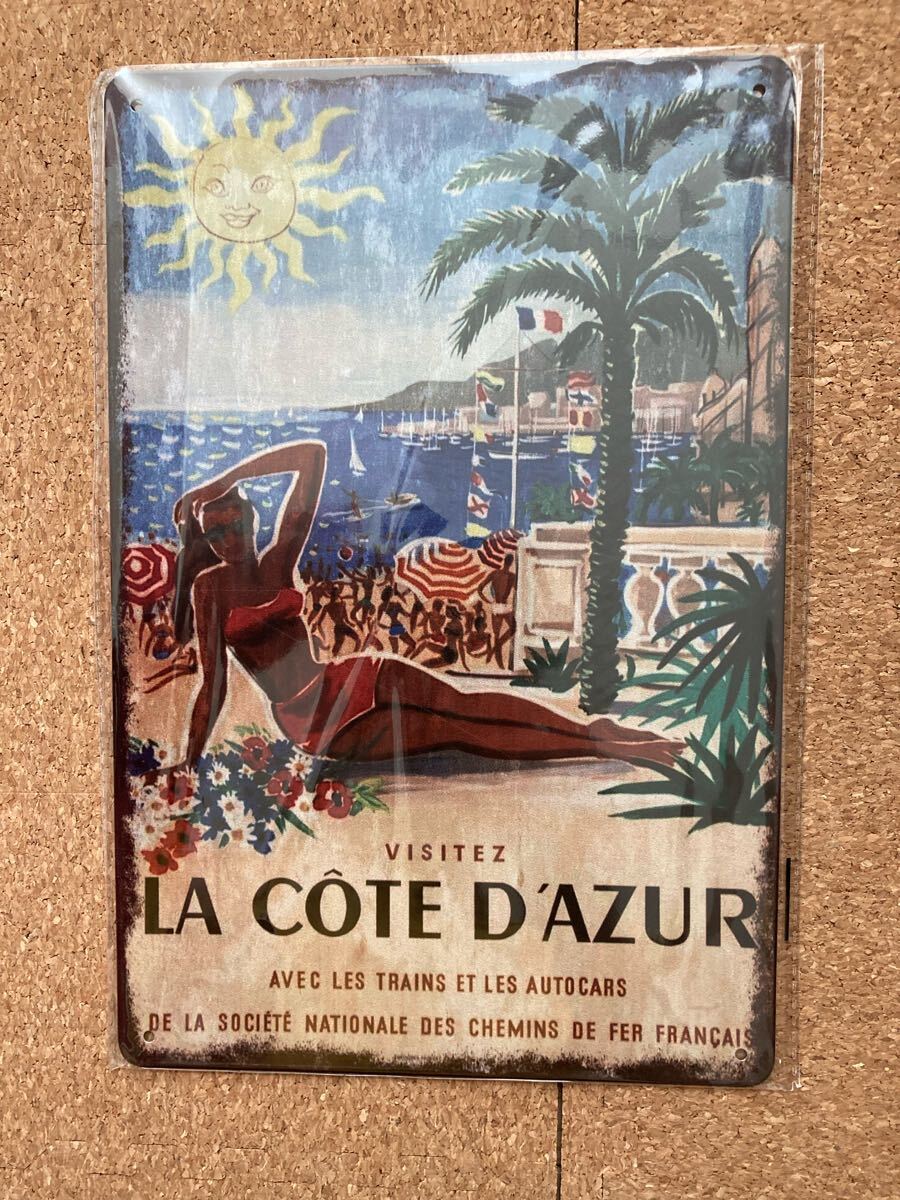 VISITEZ
LA CÔTE D'AZUR
AVEC LES TRAINS ET LES AUTOCARS
DE LA SOCIÉTÉ NATIONALE DES CHEMINS DE FER FRANÇAIS